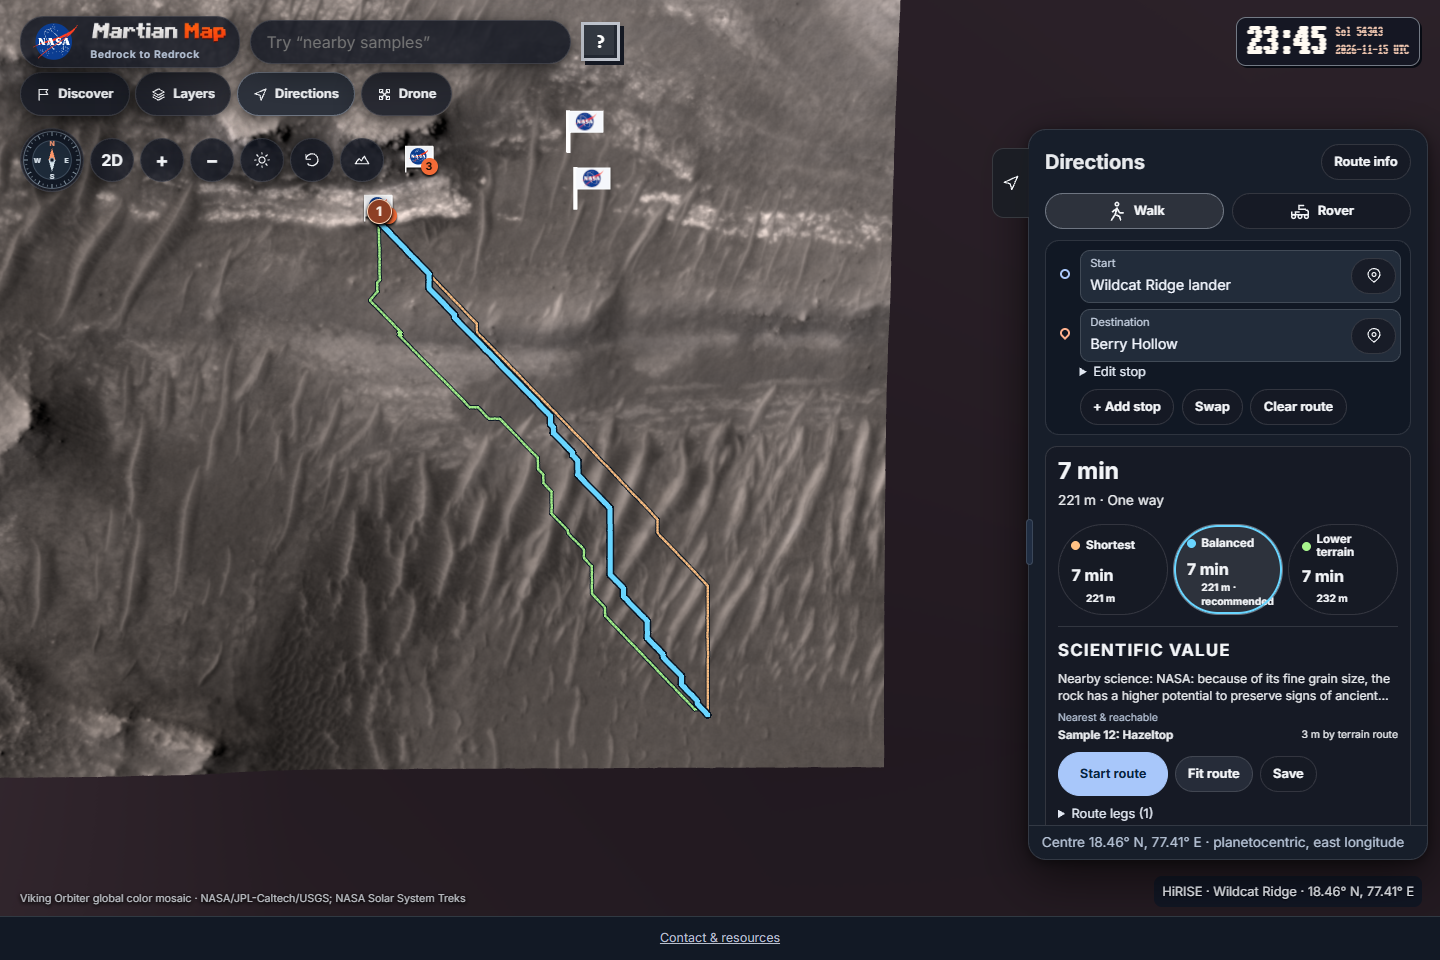 NASA
Martian Map
Bedrock to Redrock
Try “nearby samples”
?
23:45
Sol 54343
2026-11-15 UTC
Discover
Layers
Directions
Drone
N
W E
S
2D
+
−
NASA
3
NASA
NASA
1
Directions
Route info
Walk
Rover
Start
Wildcat Ridge lander
Destination
Berry Hollow
Edit stop
+ Add stop
Swap
Clear route
7 min
221 m · One way
Shortest
7 min
221 m
Balanced
7 min
221 m ·
recommended
Lower
terrain
7 min
232 m
SCIENTIFIC VALUE
Nearby science: NASA: because of its fine grain size, the
rock has a higher potential to preserve signs of ancient...
Nearest & reachable
Sample 12: Hazeltop
3 m by terrain route
Start route
Fit route
Save
Route legs (1)
Centre 18.46° N, 77.41° E · planetocentric, east longitude
Viking Orbiter global color mosaic · NASA/JPL-Caltech/USGS; NASA Solar System Treks
HiRISE · Wildcat Ridge · 18.46° N, 77.41° E
Contact & resources